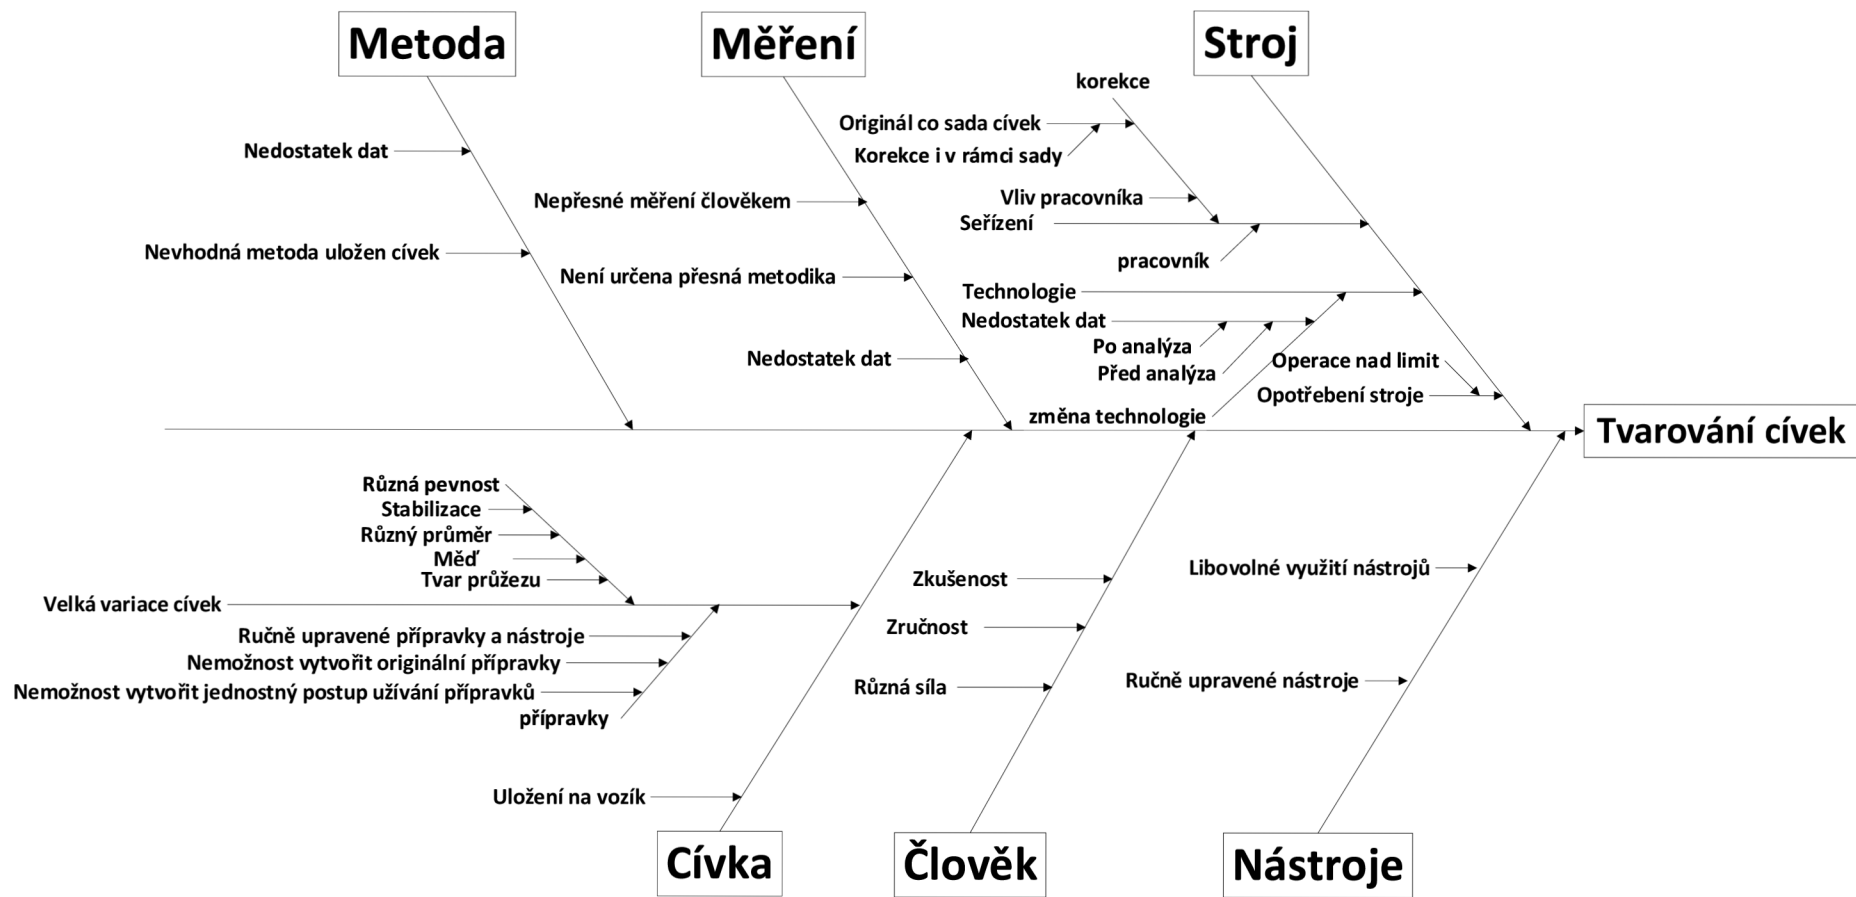 Metoda
Měření
Stroj
korekce
Originál co sada cívek
Korekce i v rámci sady
Nedostatek dat
Vliv pracovníka
Nepřesné měření člověkem
Seřízení
Nevhodná metoda uložen cívek
pracovník
Není určena přesná metodika
Technologie
Nedostatek dat
Po analýza
Nedostatek dat
Operace nad limit
Před analýza
Opotřebení stroje
změna technologie
Tvarování cívek
Různá pevnost
Stabilizace
Různý průměr
Měď
Tvar průžezu
Libovolné využití nástrojů
Zkušenost
Velká variace cívek
Zručnost
Ručně upravené přípravky a nástroje
Nemožnost vytvořit originální přípravky
Ručně upravené nástroje
Různá síla
Nemožnost vytvořit jednostný postup užívání přípravků
přípravky
Uložení na vozík
Cívka
Člověk
Nástroje